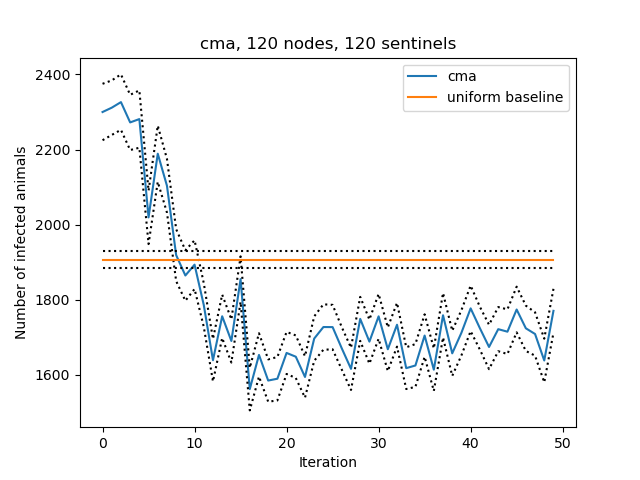 cma, 120 nodes, 120 sentinels
cma
uniform baseline
Number of infected animals
2400
2200
2000
1800
1600
0 10 20 30 40 50
Iteration